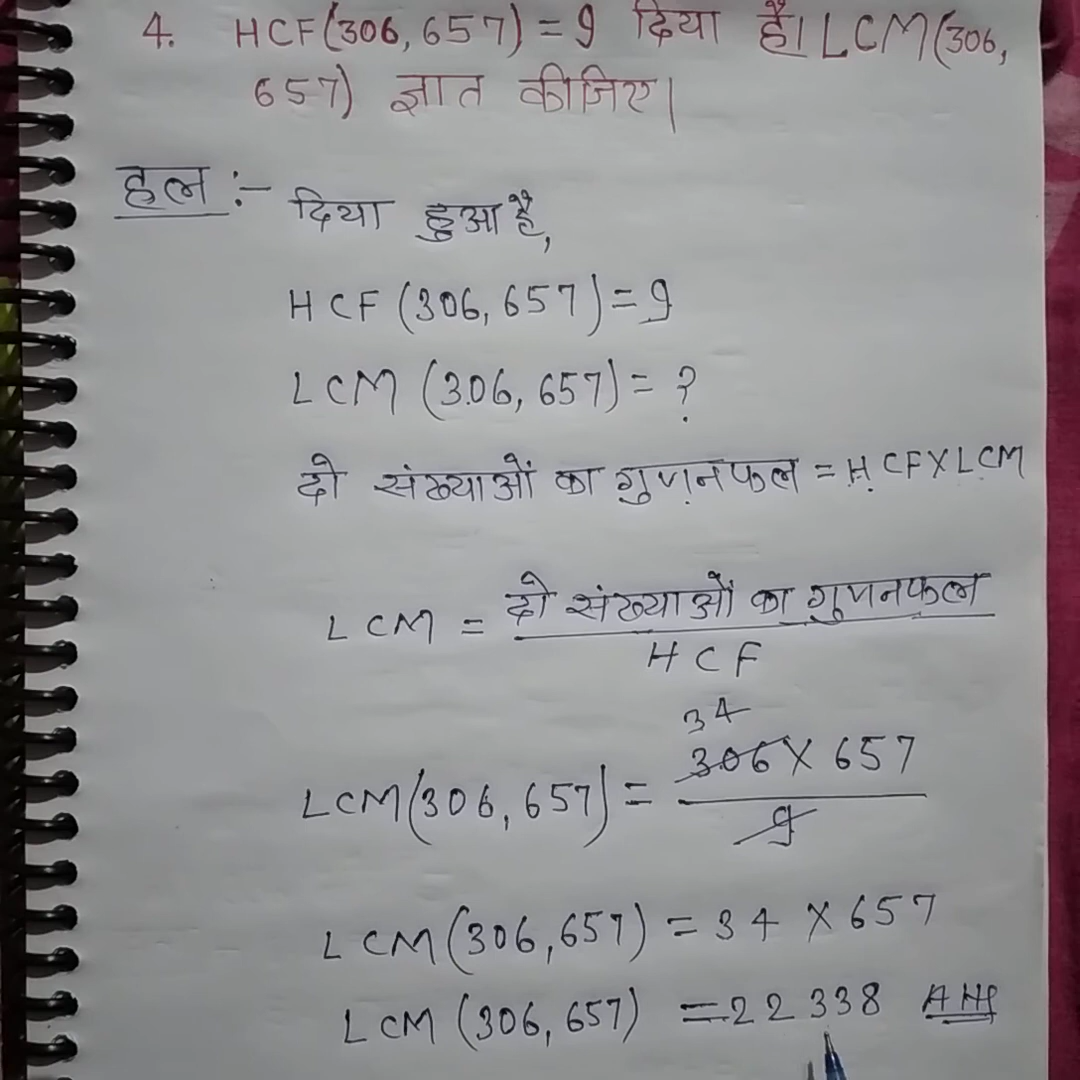 4. HCF(306,657)=9 दिया है। LCM(306,
657) ज्ञात कीजिए।
हल :-
दिया हुआ है,
HCF (306,657)=9
LCM (306,657)= ?
दो संख्याओं का गुणनफल = HCF×LCM
LCM = दो संख्याओं का गुणनफल
HCF
34
LCM(306,657)= 306×657
9
LCM(306,657) = 34×657
LCM (306,657) =22338 ANS